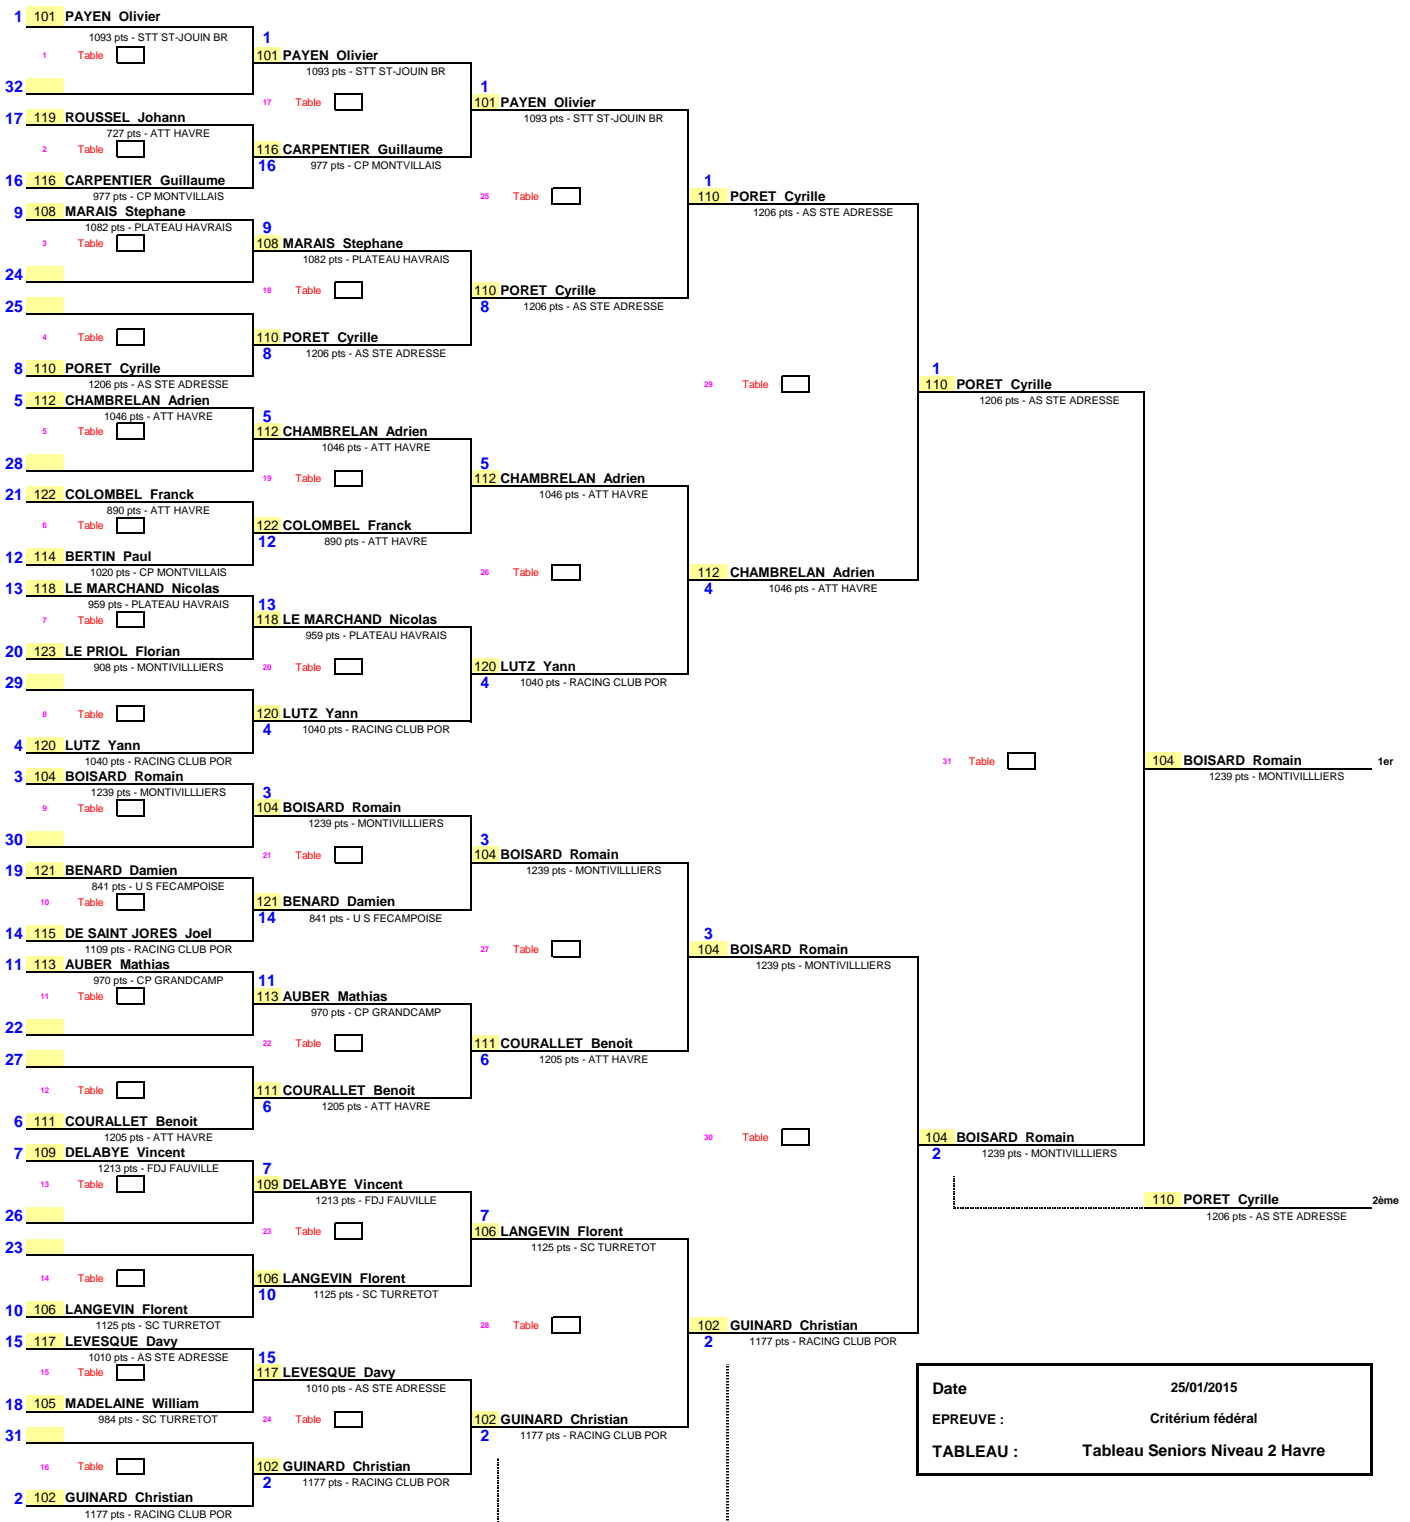 1 101 PAYEN Olivier
1093 pts - STT ST-JOUIN BR
1 Table
32
17 119 ROUSSEL Johann
727 pts - ATT HAVRE
2 Table
16 116 CARPENTIER Guillaume
977 pts - CP MONTVILLAIS
9 108 MARAIS Stephane
1082 pts - PLATEAU HAVRAIS
3 Table
24
25
4 Table
8 110 PORET Cyrille
1206 pts - AS STE ADRESSE
5 112 CHAMBRELAN Adrien
1046 pts - ATT HAVRE
5 Table
28
21 122 COLOMBEL Franck
890 pts - ATT HAVRE
6 Table
12 114 BERTIN Paul
1020 pts - CP MONTVILLAIS
13 118 LE MARCHAND Nicolas
959 pts - PLATEAU HAVRAIS
7 Table
20 123 LE PRIOL Florian
908 pts - MONTIVILLLIERS
29
8 Table
4 120 LUTZ Yann
1040 pts - RACING CLUB POR
3 104 BOISARD Romain
1239 pts - MONTIVILLLIERS
9 Table
30
19 121 BENARD Damien
841 pts - U S FECAMPOISE
10 Table
14 115 DE SAINT JORES Joel
1109 pts - RACING CLUB POR
11 113 AUBER Mathias
970 pts - CP GRANDCAMP
11 Table
22
27
12 Table
6 111 COURALLET Benoit
1205 pts - ATT HAVRE
7 109 DELABYE Vincent
1213 pts - FDJ FAUVILLE
13 Table
26
23
14 Table
10 106 LANGEVIN Florent
1125 pts - SC TURRETOT
15 117 LEVESQUE Davy
1010 pts - AS STE ADRESSE
15 Table
18 105 MADELAINE William
984 pts - SC TURRETOT
31
16 Table
2 102 GUINARD Christian
1177 pts - RACING CLUB POR
1
101 PAYEN Olivier
1093 pts - STT ST-JOUIN BR
17 Table
116 CARPENTIER Guillaume
16 977 pts - CP MONTVILLAIS
9
108 MARAIS Stephane
1082 pts - PLATEAU HAVRAIS
18 Table
110 PORET Cyrille
8 1206 pts - AS STE ADRESSE
5
112 CHAMBRELAN Adrien
1046 pts - ATT HAVRE
19 Table
122 COLOMBEL Franck
12 890 pts - ATT HAVRE
13
118 LE MARCHAND Nicolas
959 pts - PLATEAU HAVRAIS
20 Table
120 LUTZ Yann
4 1040 pts - RACING CLUB POR
3
104 BOISARD Romain
1239 pts - MONTIVILLLIERS
21 Table
121 BENARD Damien
14 841 pts - U S FECAMPOISE
11
113 AUBER Mathias
970 pts - CP GRANDCAMP
22 Table
111 COURALLET Benoit
6 1205 pts - ATT HAVRE
7
109 DELABYE Vincent
1213 pts - FDJ FAUVILLE
23 Table
106 LANGEVIN Florent
10 1125 pts - SC TURRETOT
15
117 LEVESQUE Davy
1010 pts - AS STE ADRESSE
24 Table
102 GUINARD Christian
2 1177 pts - RACING CLUB POR
1
101 PAYEN Olivier
1093 pts - STT ST-JOUIN BR
25 Table
110 PORET Cyrille
8 1206 pts - AS STE ADRESSE
5
112 CHAMBRELAN Adrien
1046 pts - ATT HAVRE
26 Table
120 LUTZ Yann
4 1040 pts - RACING CLUB POR
3
104 BOISARD Romain
1239 pts - MONTIVILLLIERS
27 Table
111 COURALLET Benoit
6 1205 pts - ATT HAVRE
7
106 LANGEVIN Florent
1125 pts - SC TURRETOT
28 Table
102 GUINARD Christian
2 1177 pts - RACING CLUB POR
1
110 PORET Cyrille
1206 pts - AS STE ADRESSE
29 Table
112 CHAMBRELAN Adrien
4 1046 pts - ATT HAVRE
3
104 BOISARD Romain
1239 pts - MONTIVILLLIERS
30 Table
102 GUINARD Christian
2 1177 pts - RACING CLUB POR
1
110 PORET Cyrille
1206 pts - AS STE ADRESSE
31 Table
104 BOISARD Romain
2 1239 pts - MONTIVILLLIERS
104 BOISARD Romain 1er
1239 pts - MONTIVILLLIERS
110 PORET Cyrille 2ème
1206 pts - AS STE ADRESSE
Date 25/01/2015
EPREUVE : Critérium fédéral
TABLEAU : Tableau Seniors Niveau 2 Havre